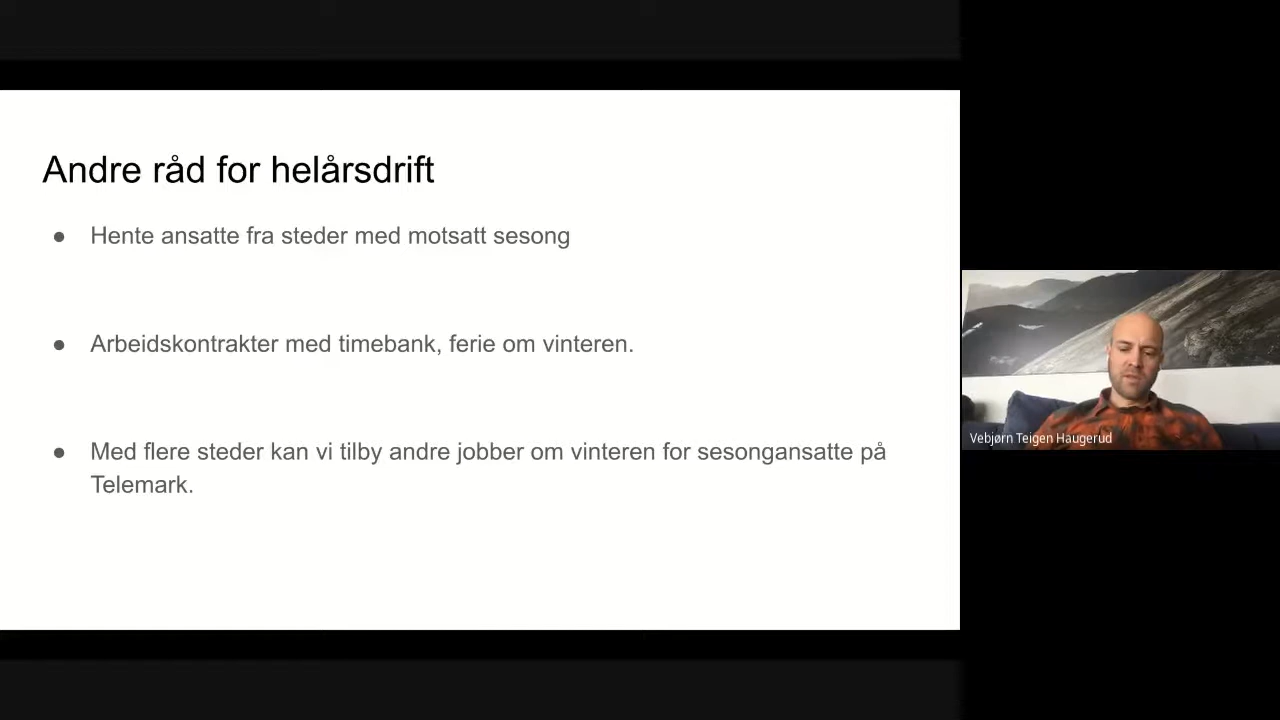 Andre råd for helårsdrift
● Hente ansatte fra steder med motsatt sesong
● Arbeidskontrakter med timebank, ferie om vinteren.
● Med flere steder kan vi tilby andre jobber om vinteren for sesongansatte på
Telemark.
Vebjørn Teigen Haugerud